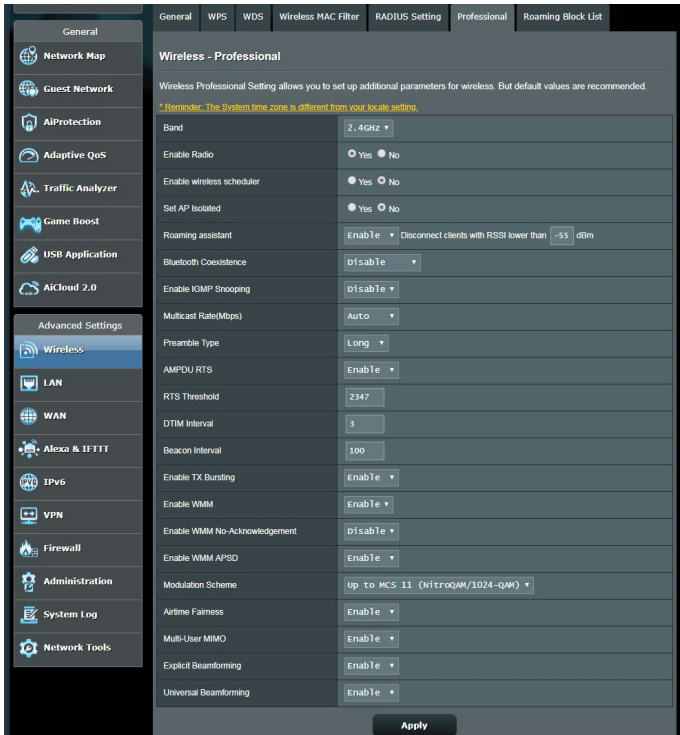 General WPS WDS Wireless MAC Filter RADIUS Setting Professional Roaming Block List
General
Network Map
Guest Network
AiProtection
Adaptive QoS
Traffic Analyzer
Game Boost
USB Application
AiCloud 2.0
Advanced Settings
Wireless
LAN
WAN
Alexa & IFTTT
IPv6
VPN
Firewall
Administration
System Log
Network Tools
Wireless - Professional
Wireless Professional Setting allows you to set up additional parameters for wireless. But default values are recommended.
* Reminder: The System time zone is different from your locale setting.
Band 2.4GHz
Enable Radio Yes No
Enable wireless scheduler Yes No
Set AP Isolated Yes No
Roaming assistant Enable Disconnect clients with RSSI lower than -55 dBm
Bluetooth Coexistence Disable
Enable IGMP Snooping Disable
Multicast Rate(Mbps) Auto
Preamble Type Long
AMPDU RTS Enable
RTS Threshold 2347
DTIM Interval 3
Beacon Interval 100
Enable TX Bursting Enable
Enable WMM Enable
Enable WMM No-Acknowledgement Disable
Enable WMM APSD Enable
Modulation Scheme Up to MCS 11 (NitroQAM/1024-QAM)
Airtime Fairness Enable
Multi-User MIMO Enable
Explicit Beamforming Enable
Universal Beamforming Enable
Apply